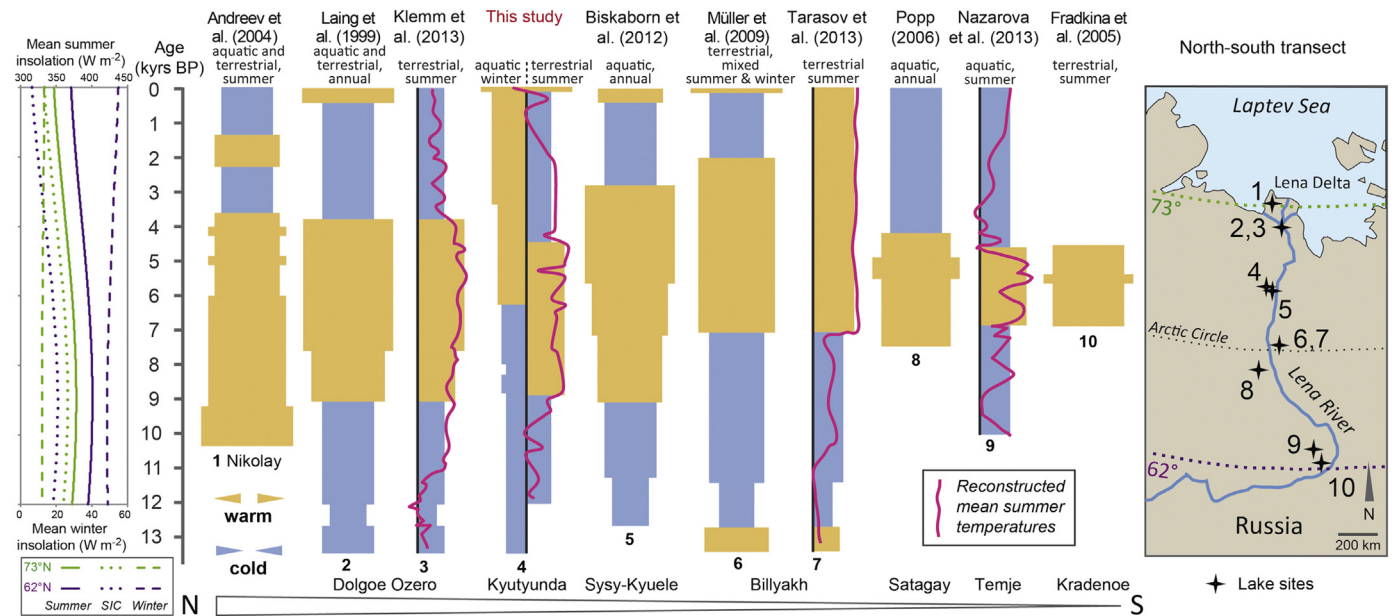 Mean summer
insolation (W m-2)
300 350 400 450
Age
(kyrs BP)
Andreev et
al. (2004)
aquatic and
terrestrial,
summer
Laing et
al. (1999)
aquatic and
terrestrial,
annual
Klemm et
al. (2013)
terrestrial,
summer
This study
aquatic
winter
terrestrial
summer
Biskaborn et
al. (2012)
aquatic,
annual
Müller et
al. (2009)
terrestrial,
mixed
summer & winter
Tarasov et
al. (2013)
terrestrial
summer
Popp
(2006)
aquatic,
annual
Nazarova
et al. (2013)
aquatic,
summer
Fradkina et
al. (2005)
terrestrial,
summer
0
1
2
3
4
5
6
7
8
9
10
11
12
13
1 Nikolay
warm
cold
2
3
4
5
6
7
8
9
10
Reconstructed
mean summer
temperatures
0 20 40 60
Mean winter
insolation (W m-2)
73°N
62°N
Summer SIC Winter
Dolgoe Ozero Kyutyunda Sysy-Kyuele Billyakh Satagay Temje Kradenoe
N S
North-south transect
Laptev Sea
Lena Delta
73°
1
2,3
4
5
Arctic Circle
6,7
8
Lena River
9
62°
10
N
Russia
200 km
Lake sites